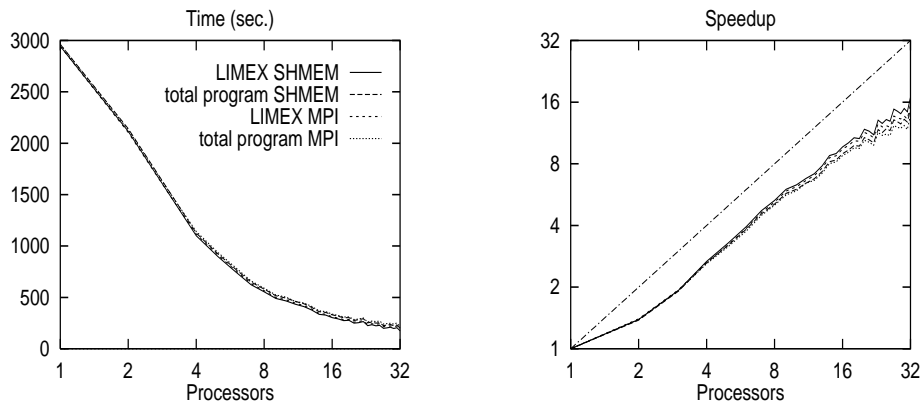 Time (sec.)
3000
2500
2000
1500
1000
500
0
LIMEX SHMEM
total program SHMEM
LIMEX MPI
total program MPI
1 2 4 8 16 32
Processors
Speedup
32
16
8
4
2
1
1 2 4 8 16 32
Processors